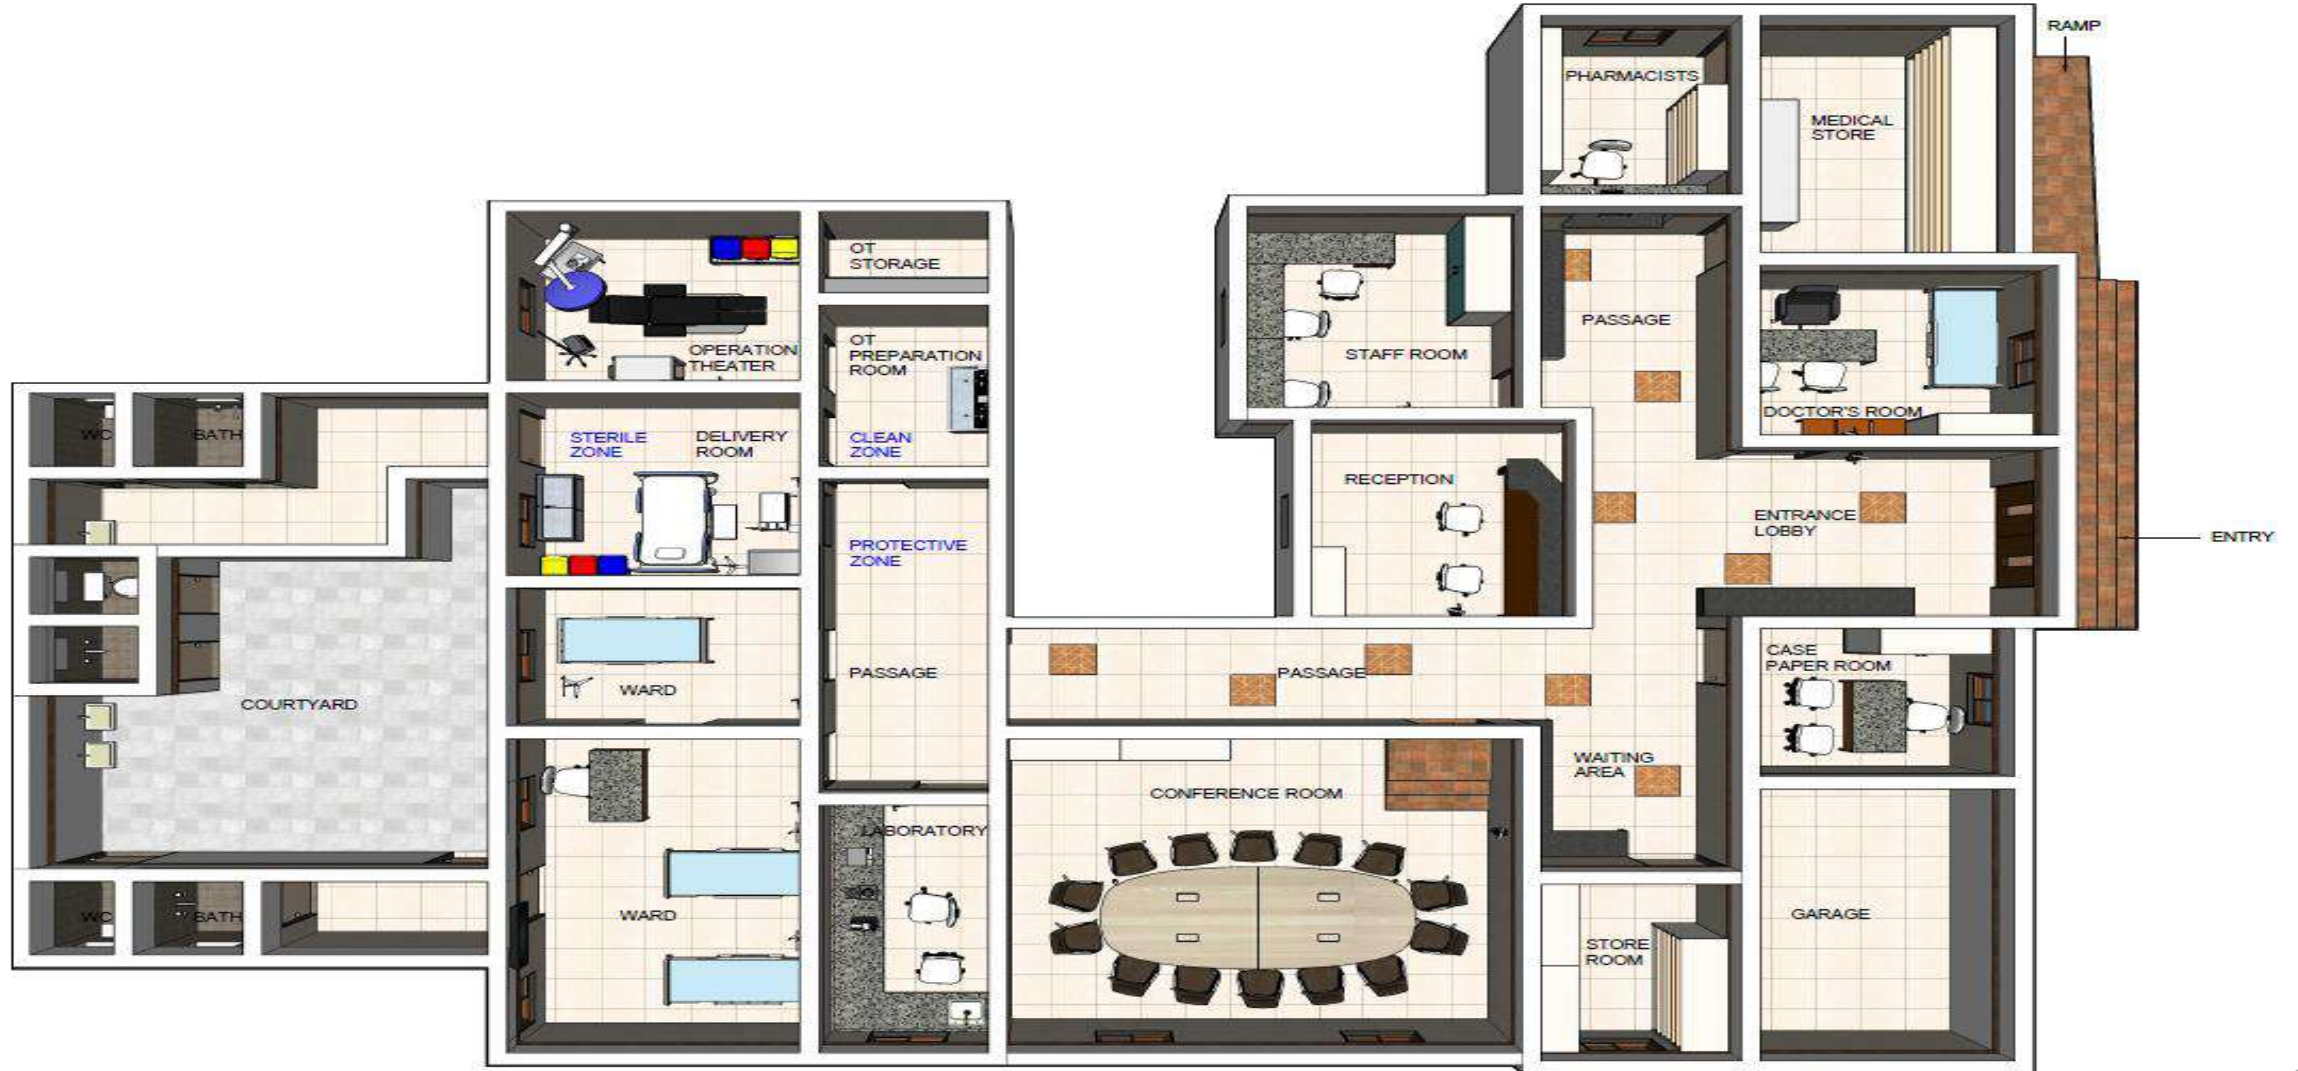 RAMP
PHARMACISTS
MEDICAL
STORE
OT
STORAGE
PASSAGE
OPERATION
THEATER
OT
PREPARATION
ROOM
STAFF ROOM
DOCTOR'S ROOM
WC
BATH
STERILE
ZONE
DELIVERY
ROOM
CLEAN
ZONE
RECEPTION
ENTRANCE
LOBBY
ENTRY
PROTECTIVE
ZONE
CASE
PAPER ROOM
PASSAGE
PASSAGE
WARD
COURTYARD
WAITING
AREA
CONFERENCE ROOM
LABORATORY
WC
BATH
WARD
GARAGE
STORE
ROOM